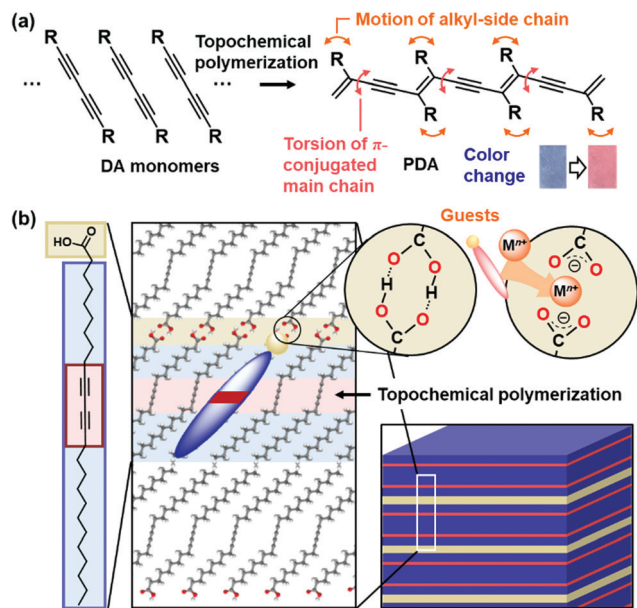 (a)
Motion of alkyl-side chain
R R R
Topochemical
polymerization
R R R
... ...
R R R
R R R
DA monomers
Torsion of π-
conjugated
main chain
PDA
Color
change
(b)
Guests
HO O
C
O O
H H
O O
C
Mⁿ⁺
C
O O
⊖
Mⁿ⁺
⊖
O O
C
Topochemical polymerization